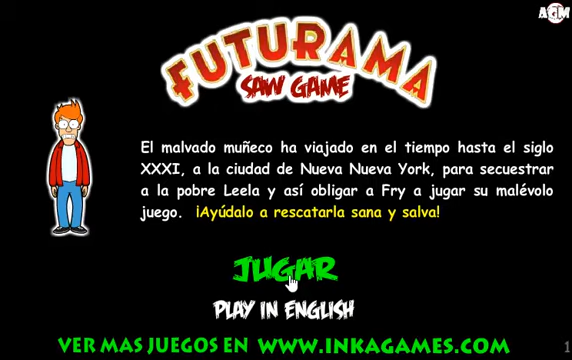 AGM
FUTURAMA
SAW GAME
El malvado muñeco ha viajado en el tiempo hasta el siglo
XXXI, a la ciudad de Nueva Nueva York, para secuestrar
a la pobre Leela y así obligar a Fry a jugar su malévolo
juego. ¡Ayúdalo a rescatarla sana y salva!
JUGAR
PLAY IN ENGLISH
VER MAS JUEGOS EN WWW.INKAGAMES.COM
1